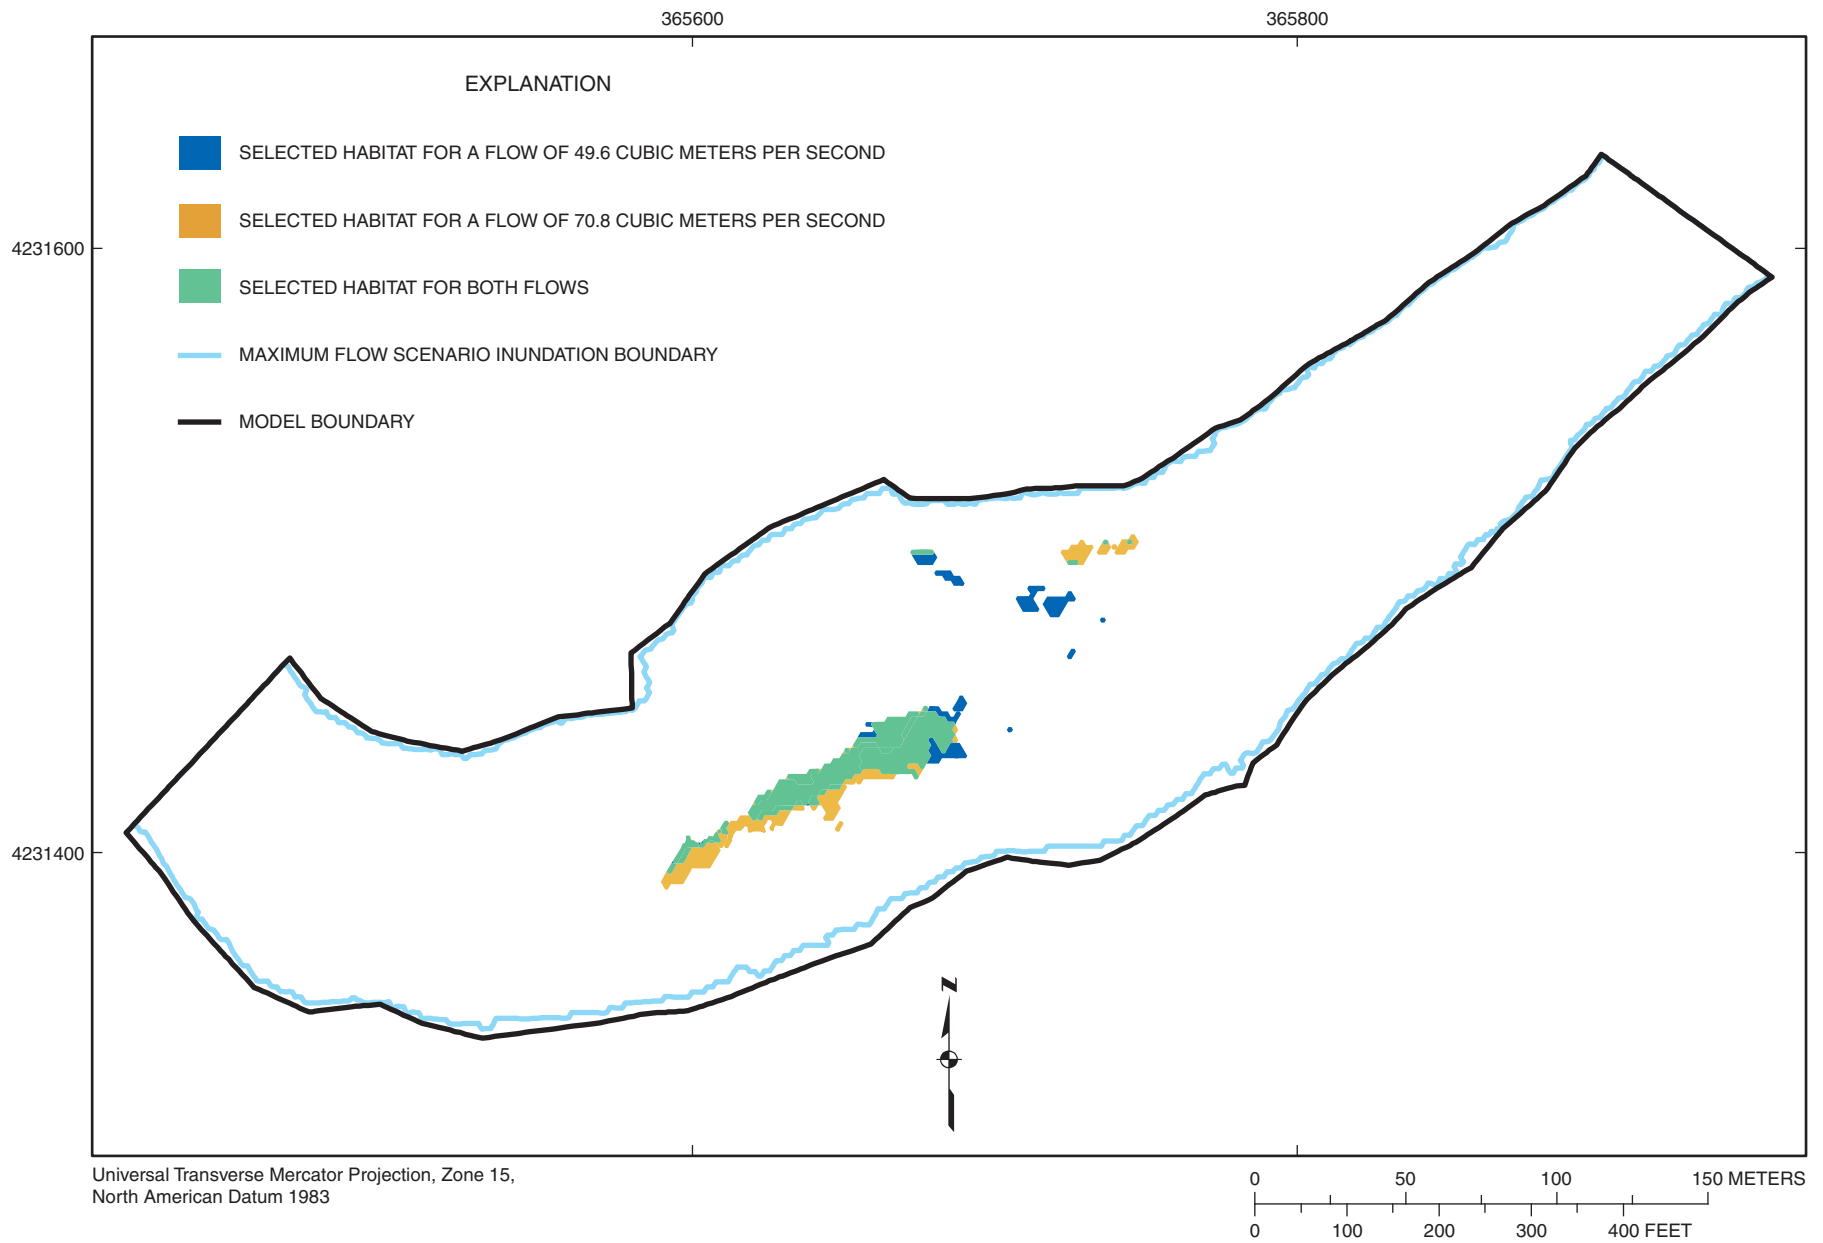 365600
365800
EXPLANATION
SELECTED HABITAT FOR A FLOW OF 49.6 CUBIC METERS PER SECOND
SELECTED HABITAT FOR A FLOW OF 70.8 CUBIC METERS PER SECOND
4231600
SELECTED HABITAT FOR BOTH FLOWS
MAXIMUM FLOW SCENARIO INUNDATION BOUNDARY
MODEL BOUNDARY
4231400
N
Universal Transverse Mercator Projection, Zone 15,
North American Datum 1983
0 50 100 150 METERS
0 100 200 300 400 FEET